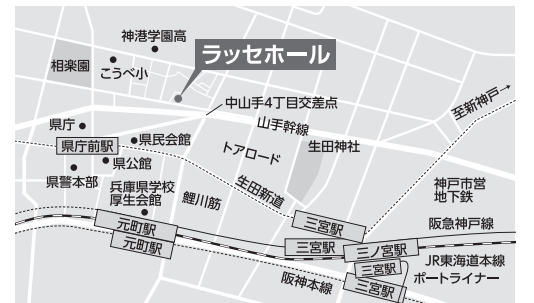 神港学園高
ラッセホール
相楽園
こうべ小
中山手4丁目交差点
至新神戸→
県庁
山手幹線
県民会館
県庁前駅
トアロード
生田神社
県公館
県警本部
兵庫県学校
厚生会館
鯉川筋
生田新道
神戸市営
地下鉄
元町駅
三宮駅
阪急神戸線
元町駅
三宮駅
三ノ宮駅
JR東海道本線
三宮駅
ポートライナー
阪神本線
三宮駅